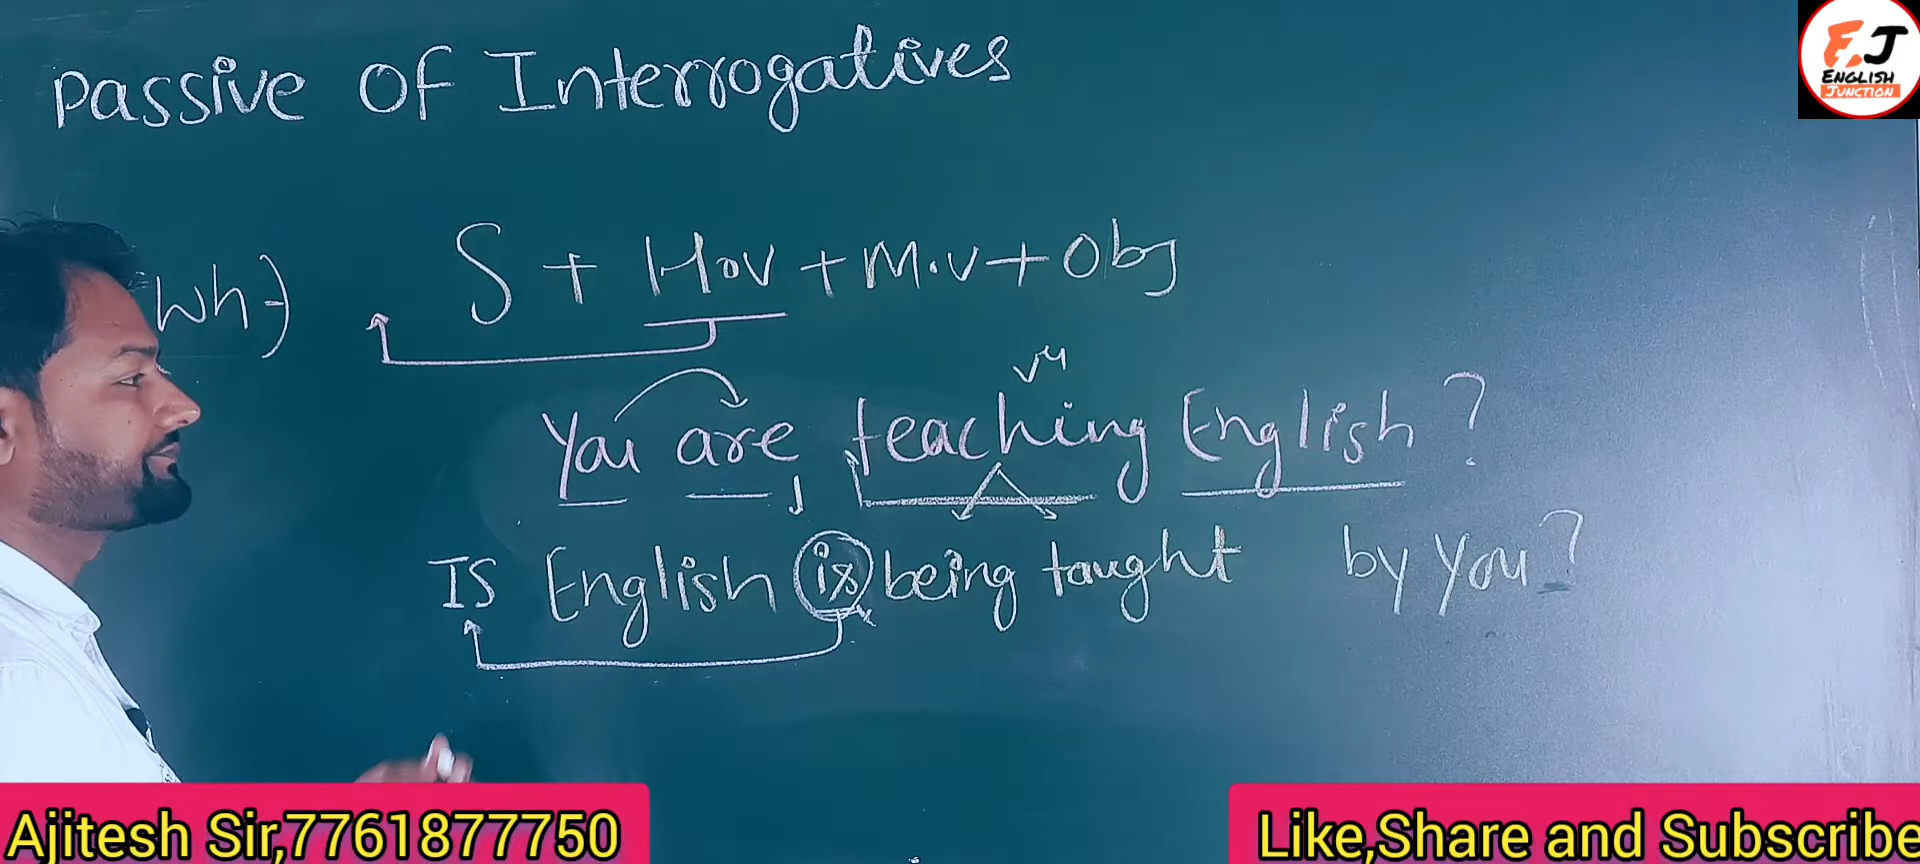 Passive Of Interrogatives
E.J
ENGLISH
JUNCTION
Wh-) S + H.V + M.V + Obj
V4
You are teaching English ?
Is English is being taught by you ?
Ajitesh Sir,7761877750
Like,Share and Subscribe